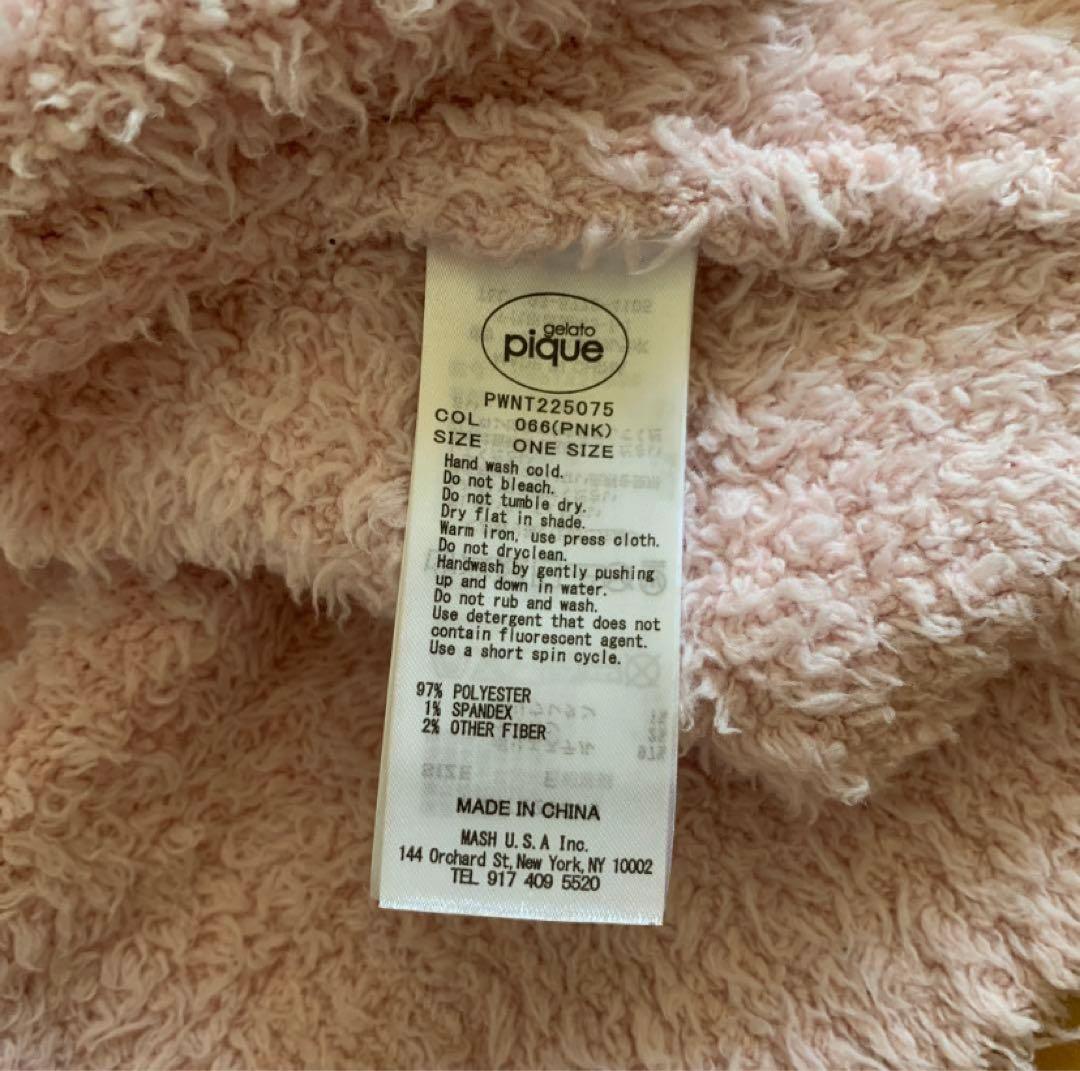 gelato
pique
PWNT225075
COL 066(PNK)
SIZE ONE SIZE
Hand wash cold.
Do not bleach.
Do not tumble dry.
Dry flat in shade.
Warm iron, use press cloth.
Do not dryclean.
Handwash by gently pushing
up and down in water.
Do not rub and wash.
Use detergent that does not
contain fluorescent agent.
Use a short spin cycle.
97% POLYESTER
1% SPANDEX
2% OTHER FIBER
MADE IN CHINA
MASH U.S.A Inc.
144 Orchard St, New York, NY 10002
TEL 917 409 5520